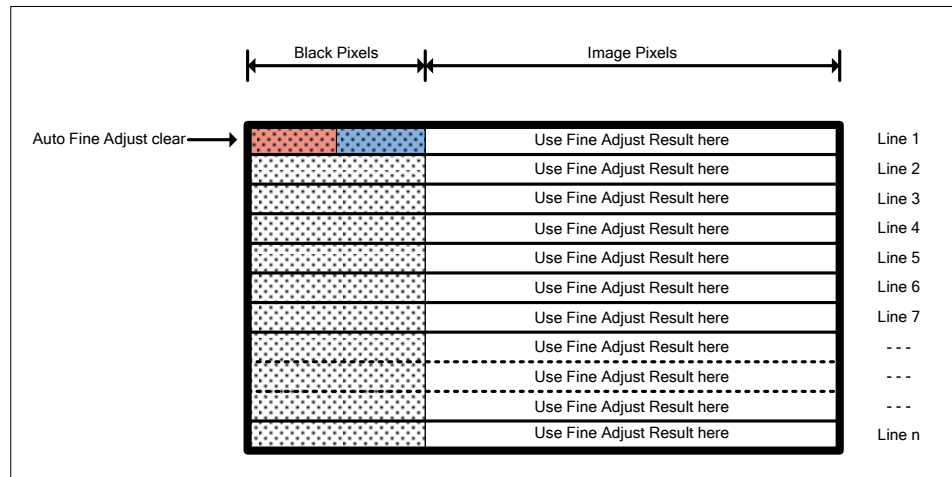 Black Pixels Image Pixels
Auto Fine Adjust clear Use Fine Adjust Result here Line 1
Use Fine Adjust Result here Line 2
Use Fine Adjust Result here Line 3
Use Fine Adjust Result here Line 4
Use Fine Adjust Result here Line 5
Use Fine Adjust Result here Line 6
Use Fine Adjust Result here Line 7
Use Fine Adjust Result here - - -
Use Fine Adjust Result here - - -
Use Fine Adjust Result here - - -
Use Fine Adjust Result here Line n